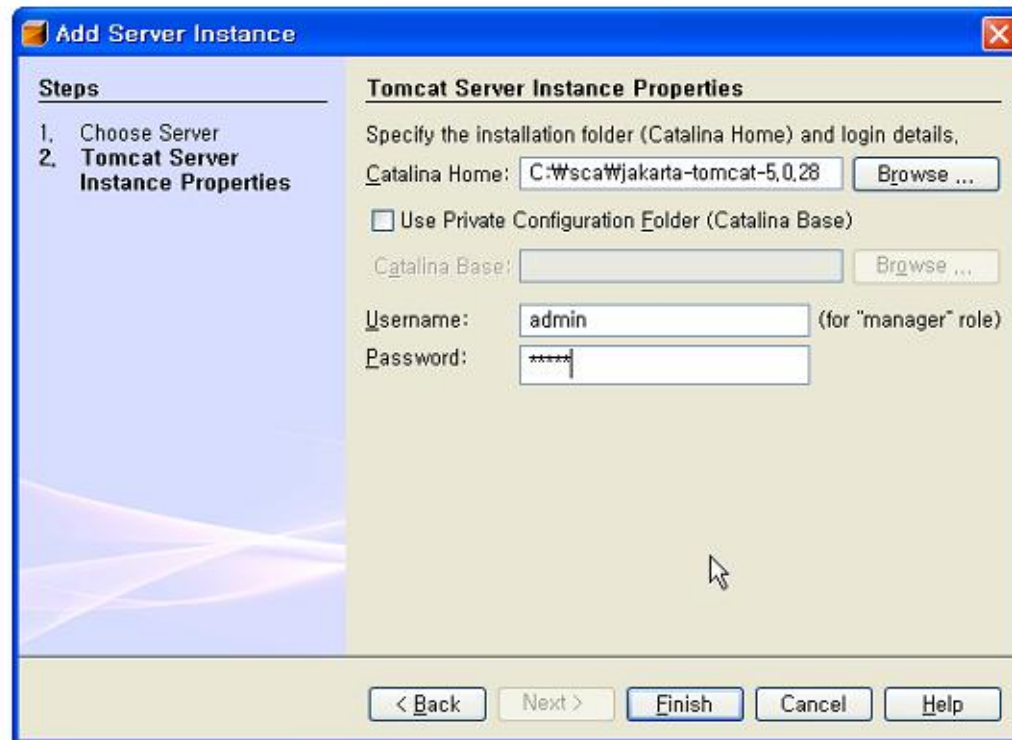 Add Server Instance
Steps
1. Choose Server
2. Tomcat Server
Instance Properties
Tomcat Server Instance Properties
Specify the installation folder (Catalina Home) and login details.
Catalina Home: C:₩sca₩jakarta-tomcat-5.0.28 Browse ...
Use Private Configuration Folder (Catalina Base)
Catalina Base: Browse ...
Username: admin (for "manager" role)
Password: *****
< Back Next > Finish Cancel Help